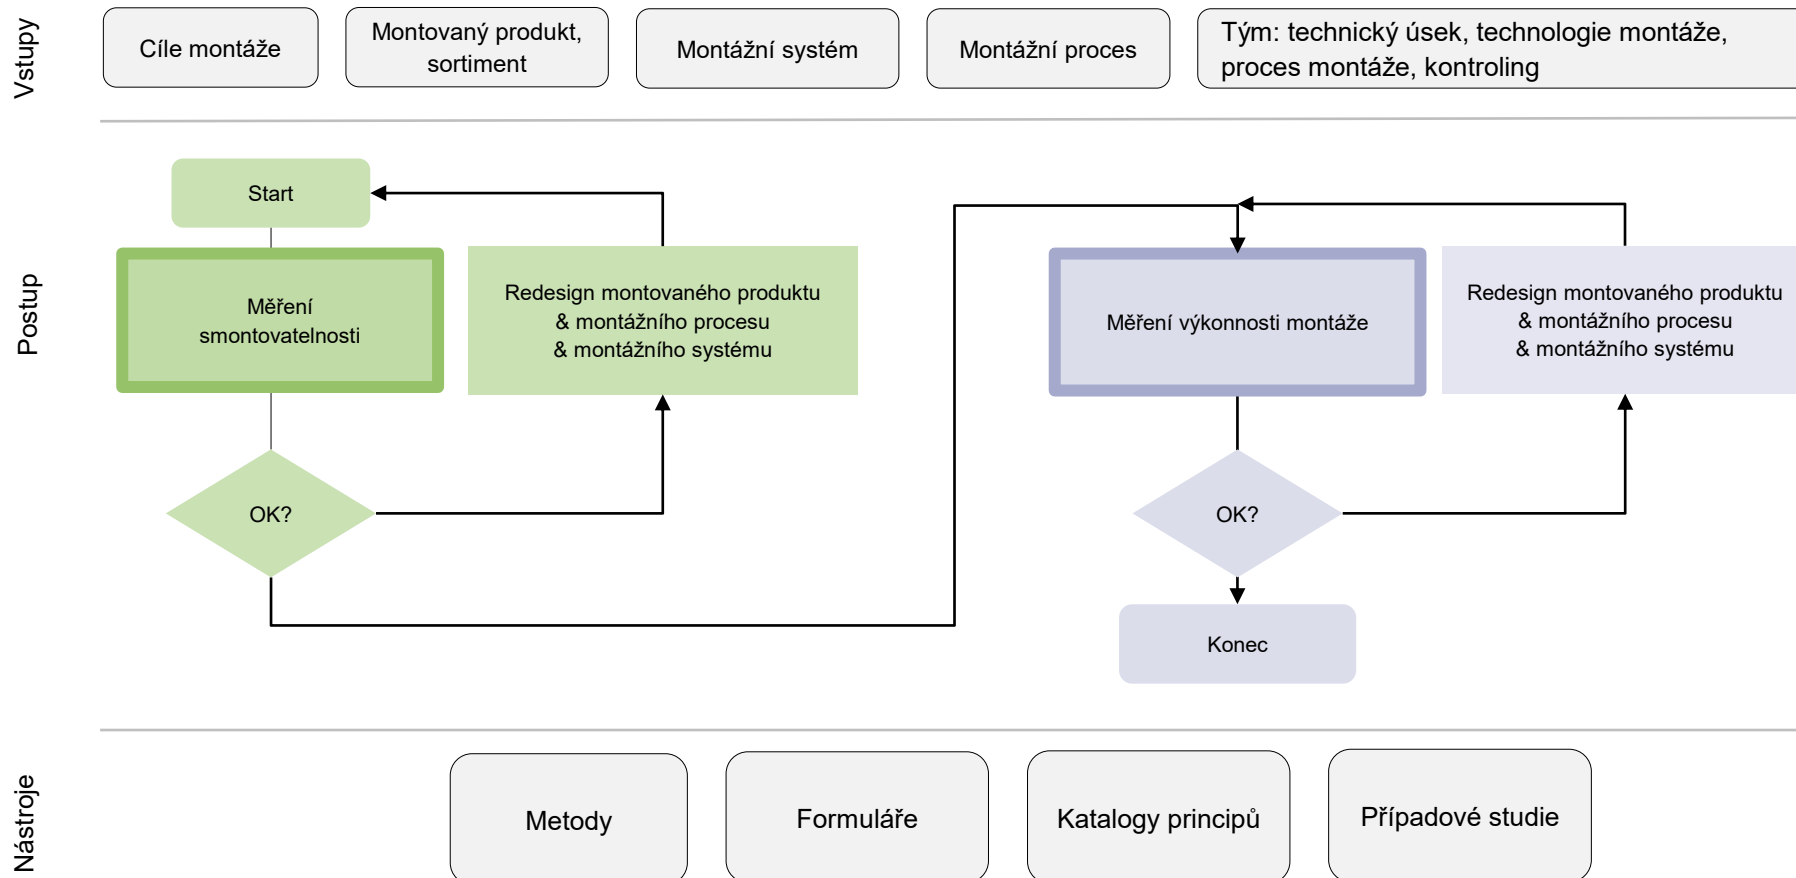 Vstupy
Cíle montáže
Montovaný produkt,
sortiment
Montážní systém
Montážní proces
Tým: technický úsek, technologie montáže,
proces montáže, kontroling
Postup
Start
Měření
smontovatelnosti
Redesign montovaného produktu
& montážního procesu
& montážního systému
OK?
Měření výkonnosti montáže
Redesign montovaného produktu
& montážního procesu
& montážního systému
OK?
Konec
Nástroje
Metody
Formuláře
Katalogy principů
Případové studie